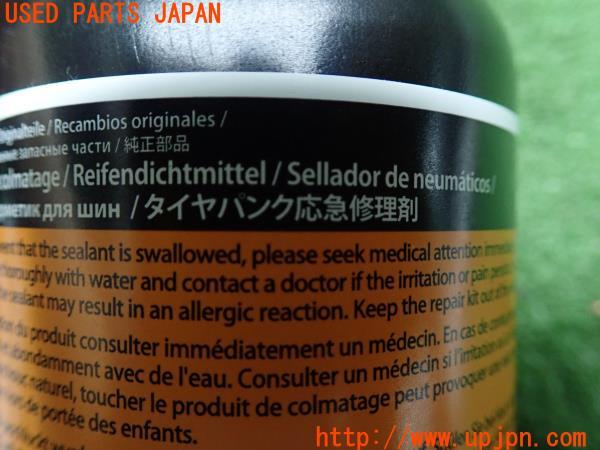 USED PARTS JAPAN
Recambios originales /
запасные части / 純正部品
colmatage / Reifendichtmittel / Sellador de neumáticos /
для шин / タイヤパンク応急修理剤
that the sealant is swallowed, please seek medical attention
thoroughly with water and contact a doctor if the irritation or pain
sealant may result in an allergic reaction. Keep the repair kit out of
du produit consulter immédiatement un médecin. En cas de
abondamment avec de l'eau. Consulter un médecin si l'irritation
naturel, toucher le produit de colmatage peut provoquer une
de portée des enfants.
http://www.upjpn.com/